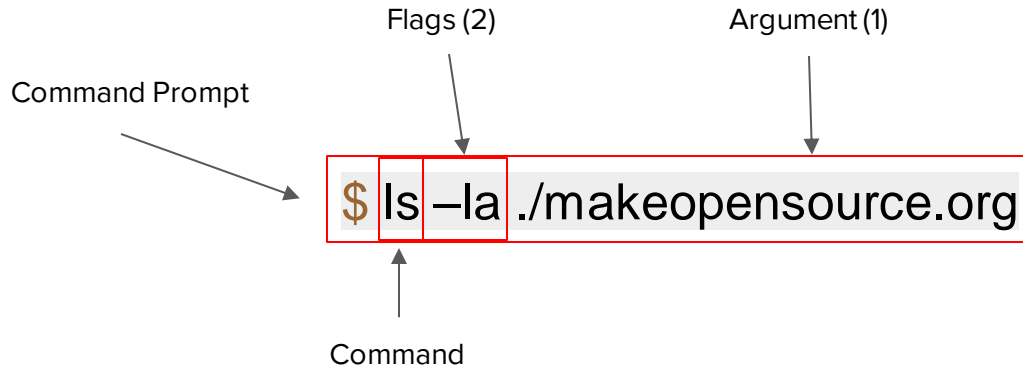 Flags (2)
Argument (1)
Command Prompt
$ ls –la ./makeopensource.org
Command